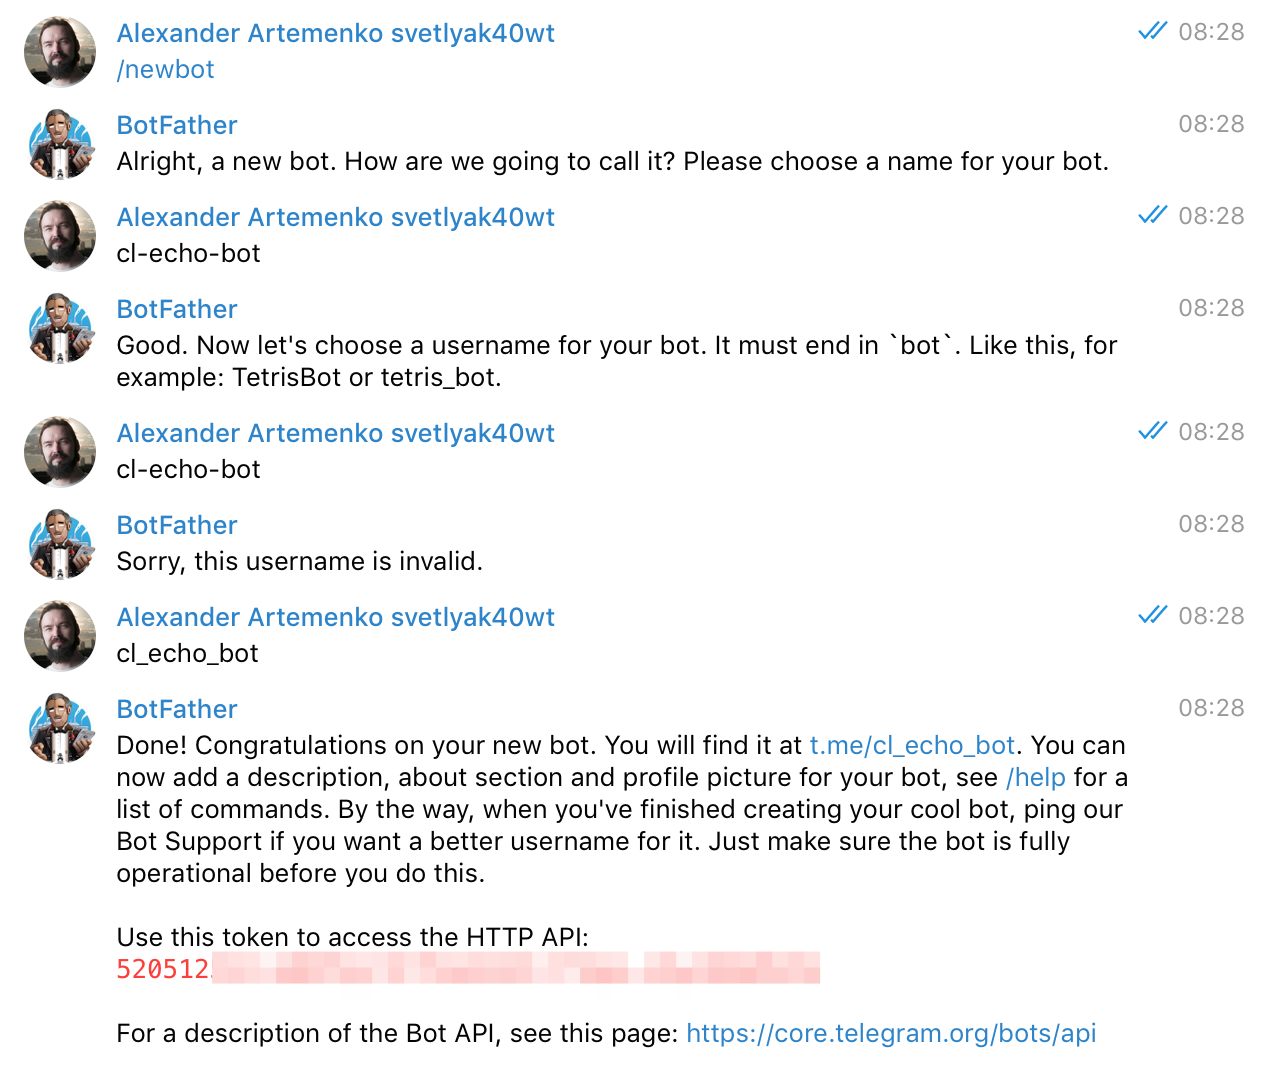 Alexander Artemenko svetlyak40wt 08:28
/newbot
BotFather 08:28
Alright, a new bot. How are we going to call it? Please choose a name for your bot.
Alexander Artemenko svetlyak40wt 08:28
cl-echo-bot
BotFather 08:28
Good. Now let's choose a username for your bot. It must end in `bot`. Like this, for
example: TetrisBot or tetris_bot.
Alexander Artemenko svetlyak40wt 08:28
cl-echo-bot
BotFather 08:28
Sorry, this username is invalid.
Alexander Artemenko svetlyak40wt 08:28
cl_echo_bot
BotFather 08:28
Done! Congratulations on your new bot. You will find it at t.me/cl_echo_bot. You can
now add a description, about section and profile picture for your bot, see /help for a
list of commands. By the way, when you've finished creating your cool bot, ping our
Bot Support if you want a better username for it. Just make sure the bot is fully
operational before you do this.
Use this token to access the HTTP API:
520512
For a description of the Bot API, see this page: https://core.telegram.org/bots/api